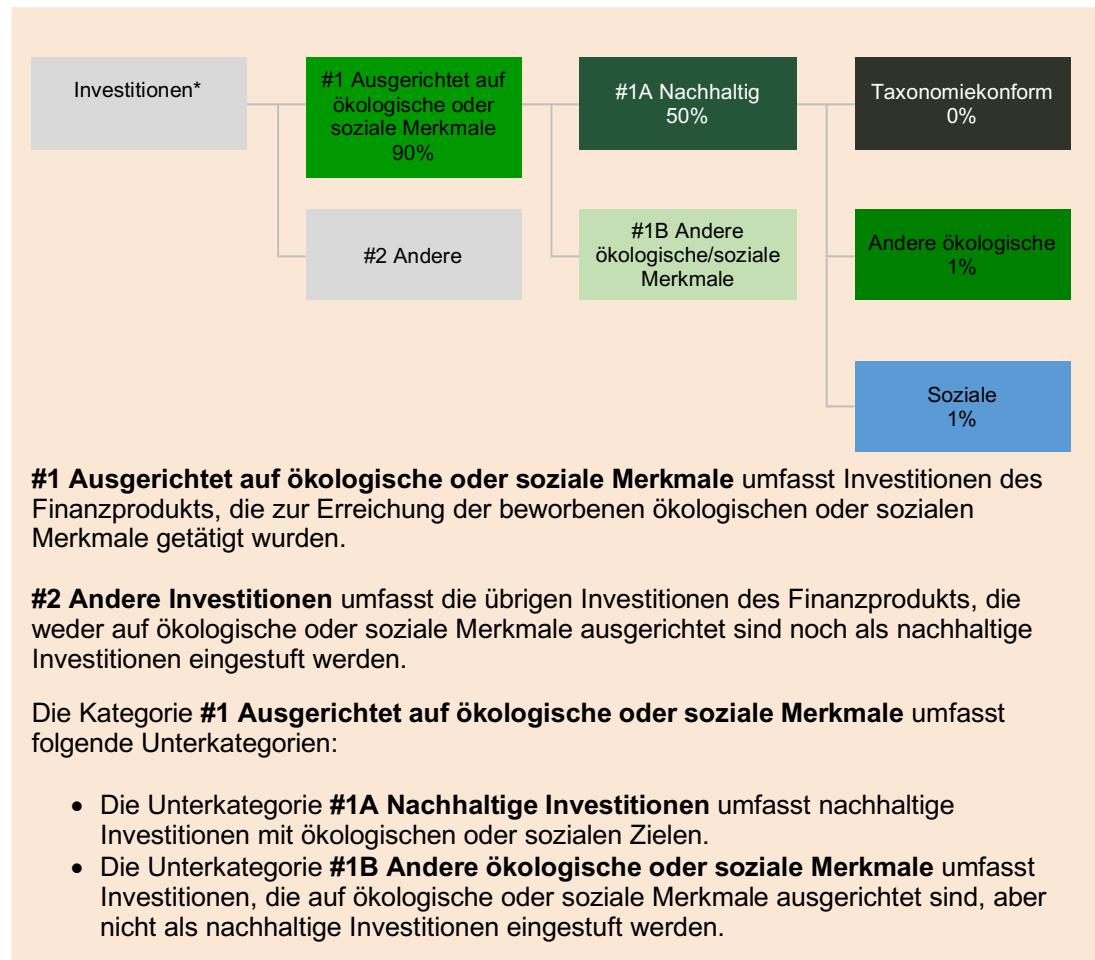 Investitionen*
#1 Ausgerichtet auf
ökologische oder
soziale Merkmale
90%
#1A Nachhaltig
50%
Taxonomiekonform
0%
#2 Andere
#1B Andere
ökologische/soziale
Merkmale
Andere ökologische
1%
Soziale
1%
#1 Ausgerichtet auf ökologische oder soziale Merkmale umfasst Investitionen des
Finanzprodukts, die zur Erreichung der beworbenen ökologischen oder sozialen
Merkmale getätigt wurden.
#2 Andere Investitionen umfasst die übrigen Investitionen des Finanzprodukts, die
weder auf ökologische oder soziale Merkmale ausgerichtet sind noch als nachhaltige
Investitionen eingestuft werden.
Die Kategorie #1 Ausgerichtet auf ökologische oder soziale Merkmale umfasst
folgende Unterkategorien:
• Die Unterkategorie #1A Nachhaltige Investitionen umfasst nachhaltige
Investitionen mit ökologischen oder sozialen Zielen.
• Die Unterkategorie #1B Andere ökologische oder soziale Merkmale umfasst
Investitionen, die auf ökologische oder soziale Merkmale ausgerichtet sind, aber
nicht als nachhaltige Investitionen eingestuft werden.